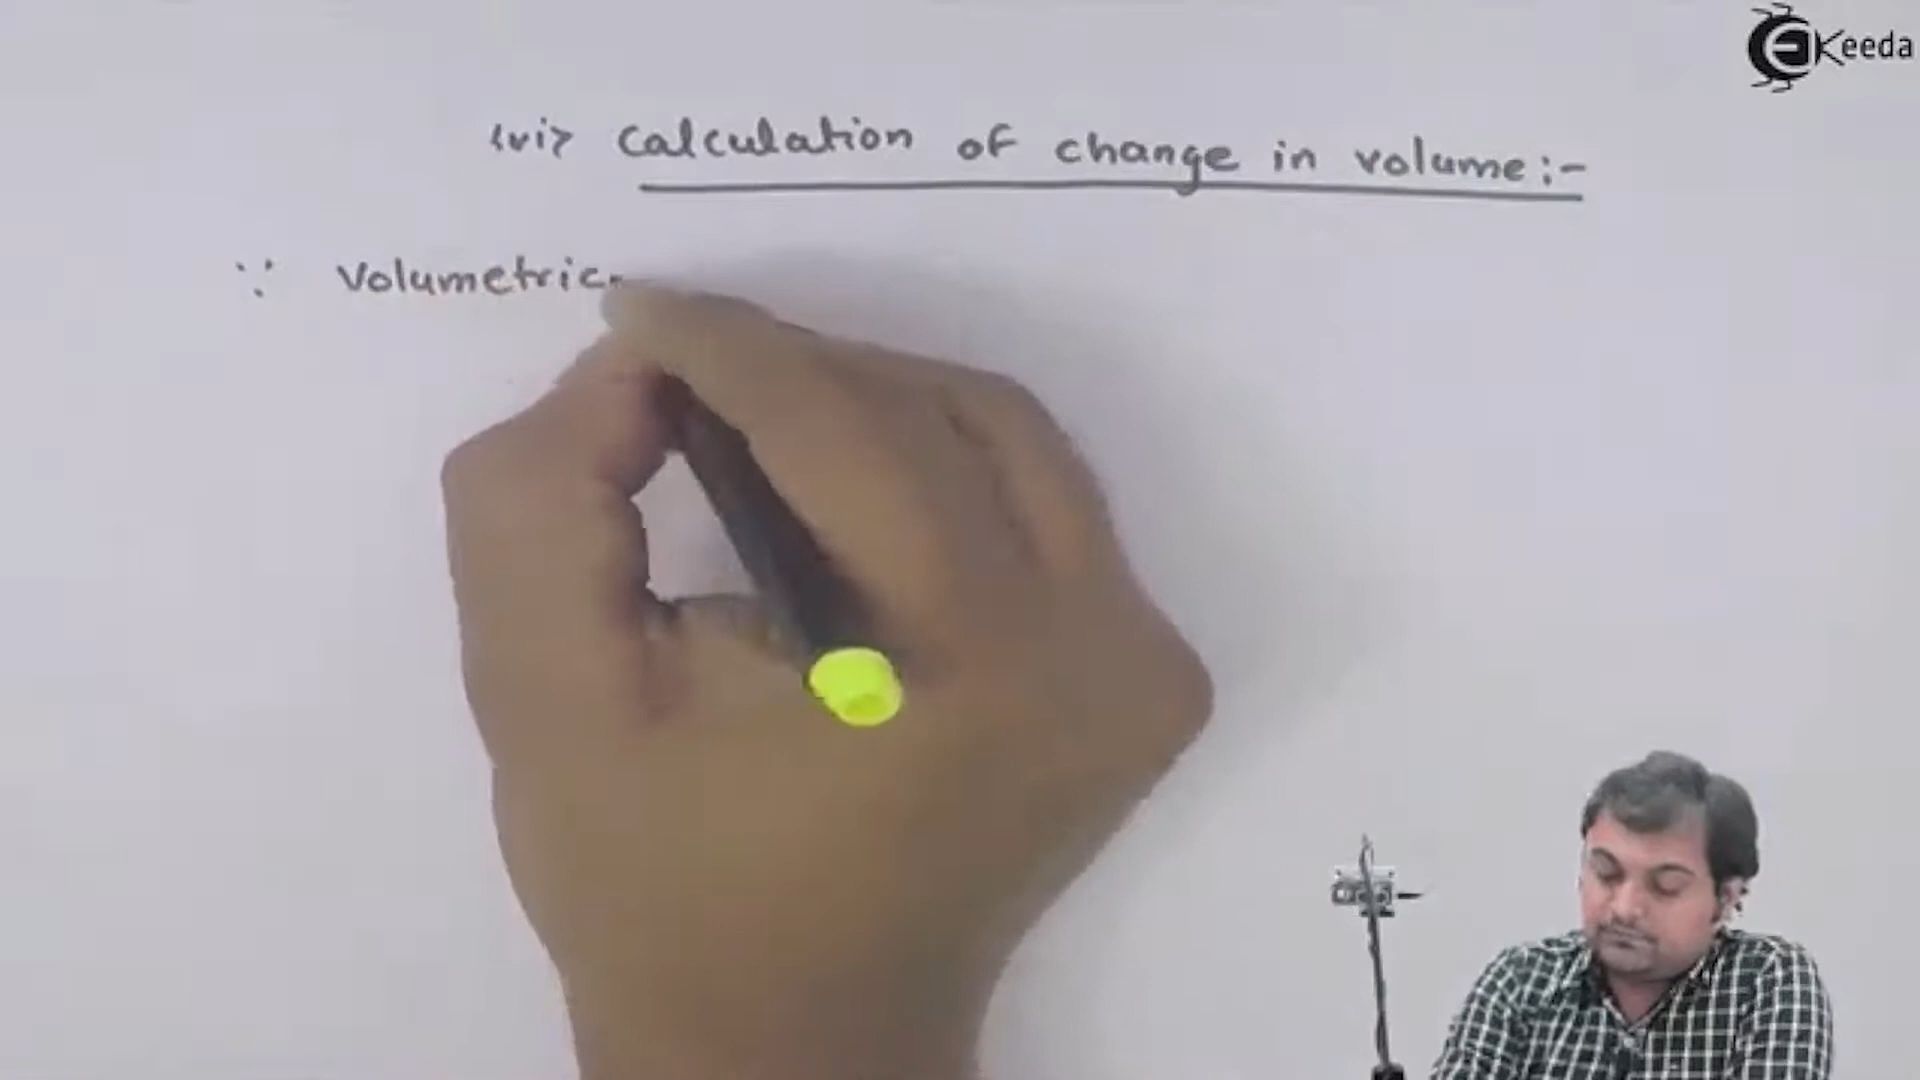 Keeda
<vi> Calculation of change in volume:-
∵ Volumetric